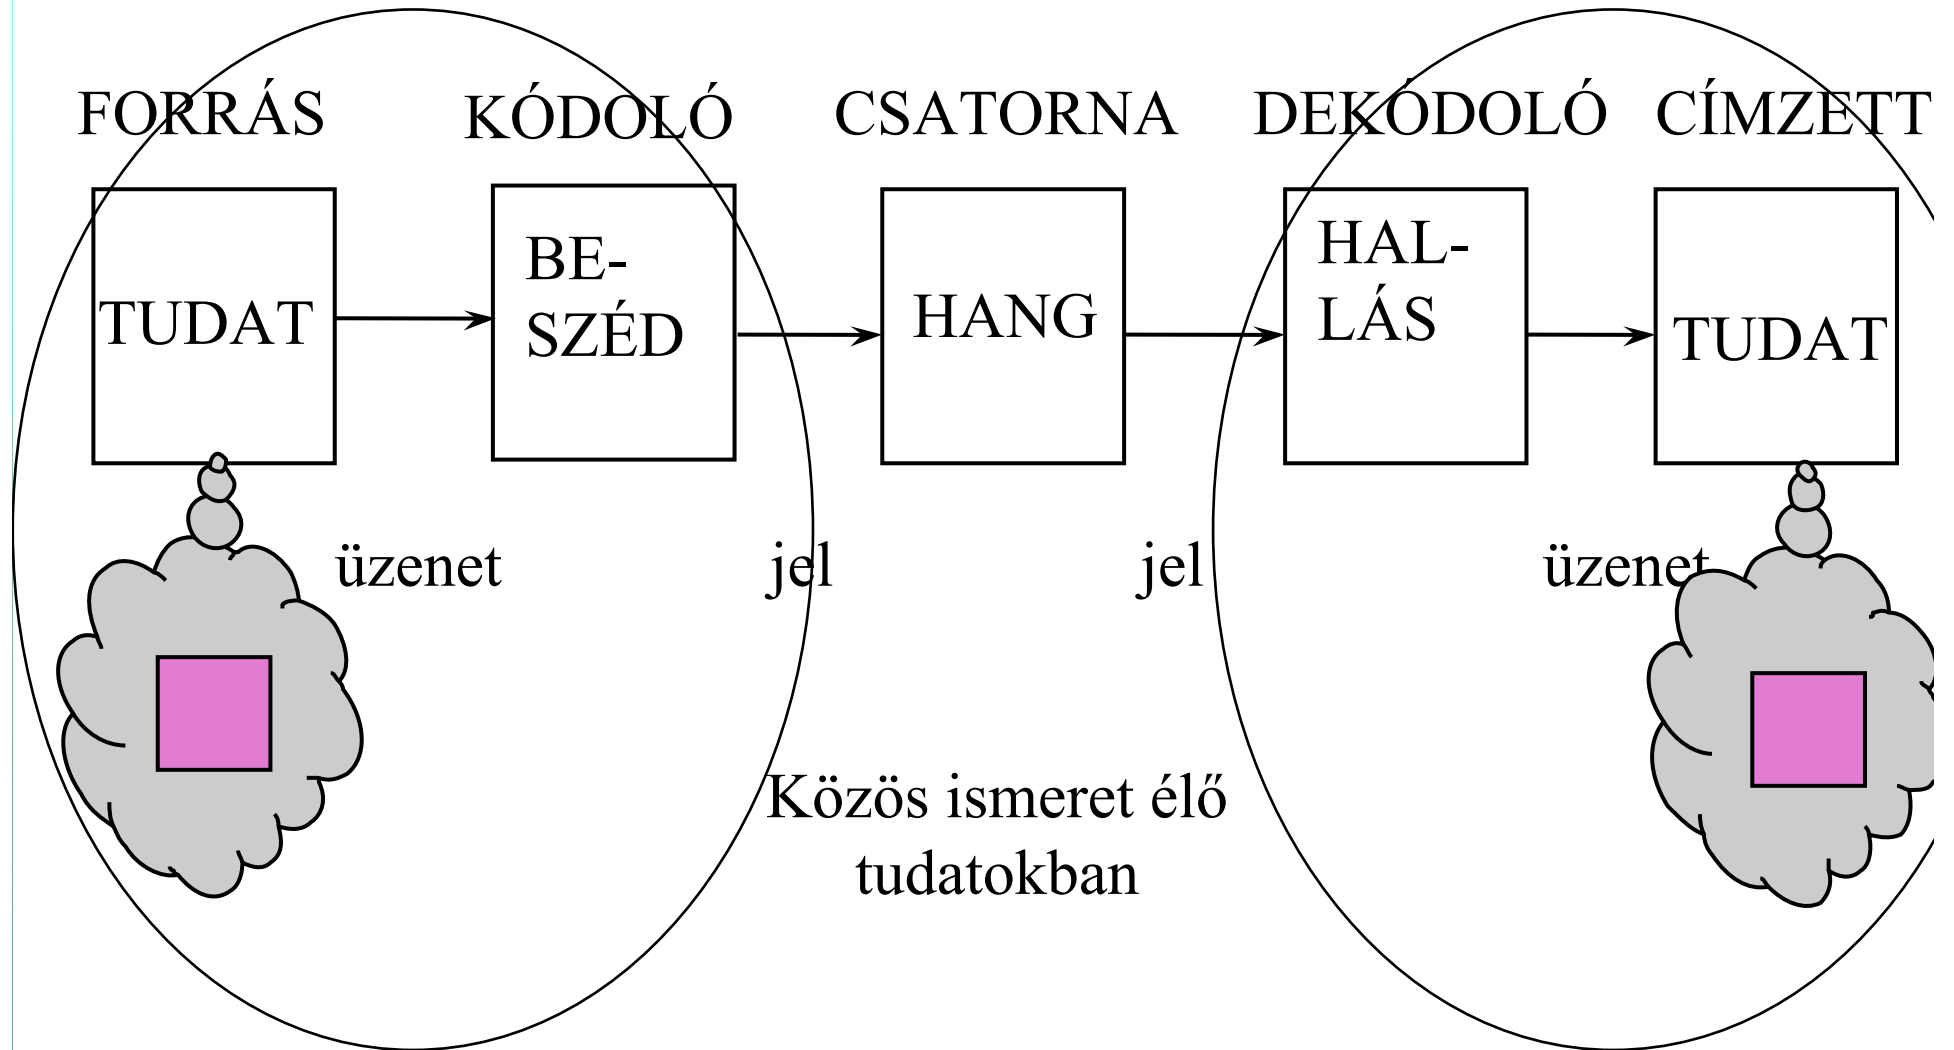 FORRÁS KÓDOLÓ CSATORNA DEKÓDOLÓ CÍMZETT
TUDAT
BE-
SZÉD
HANG
HAL-
LÁS
TUDAT
üzenet jel jel üzenet
Közös ismeret élő
tudatokban